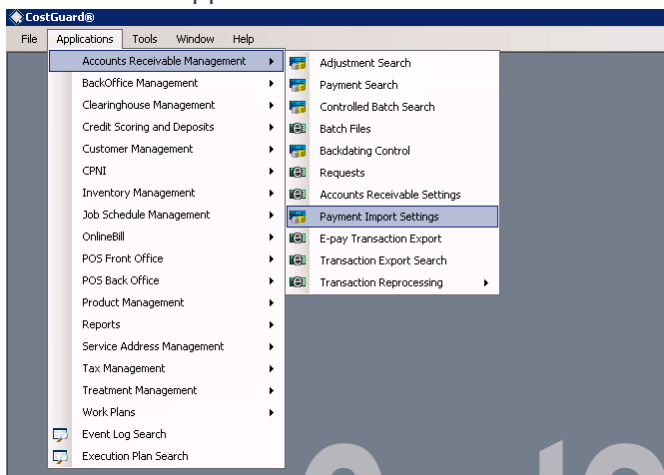 CostGuard®
File Applications Tools Window Help
Accounts Receivable Management
BackOffice Management
Clearinghouse Management
Credit Scoring and Deposits
Customer Management
CPNI
Inventory Management
Job Schedule Management
OnlineBill
POS Front Office
POS Back Office
Product Management
Reports
Service Address Management
Tax Management
Treatment Management
Work Plans
Event Log Search
Execution Plan Search
Adjustment Search
Payment Search
Controlled Batch Search
Batch Files
Backdating Control
Requests
Accounts Receivable Settings
Payment Import Settings
E-pay Transaction Export
Transaction Export Search
Transaction Reprocessing